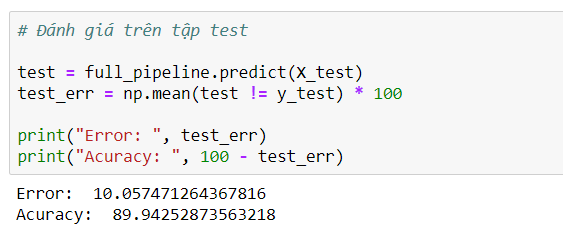 # Đánh giá trên tập test
test = full_pipeline.predict(X_test)
test_err = np.mean(test != y_test) * 100
print("Error: ", test_err)
print("Acuracy: ", 100 - test_err)
Error:  10.057471264367816
Acuracy:  89.94252873563218